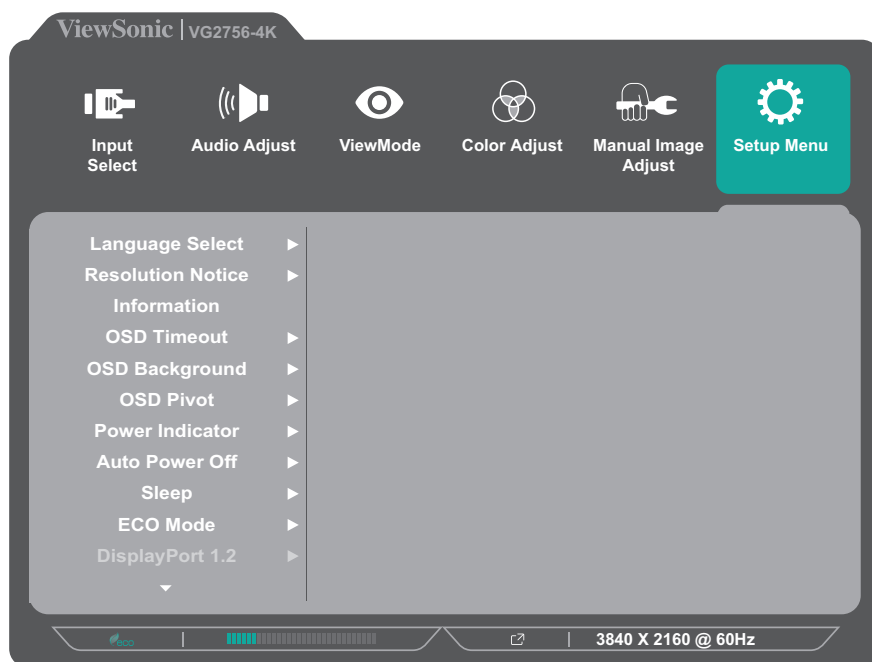 ViewSonic | VG2756-4K
Input Select
Audio Adjust
ViewMode
Color Adjust
Manual Image Adjust
Setup Menu
Language Select
Resolution Notice
Information
OSD Timeout
OSD Background
OSD Pivot
Power Indicator
Auto Power Off
Sleep
ECO Mode
DisplayPort 1.2
eco
3840 X 2160 @ 60Hz